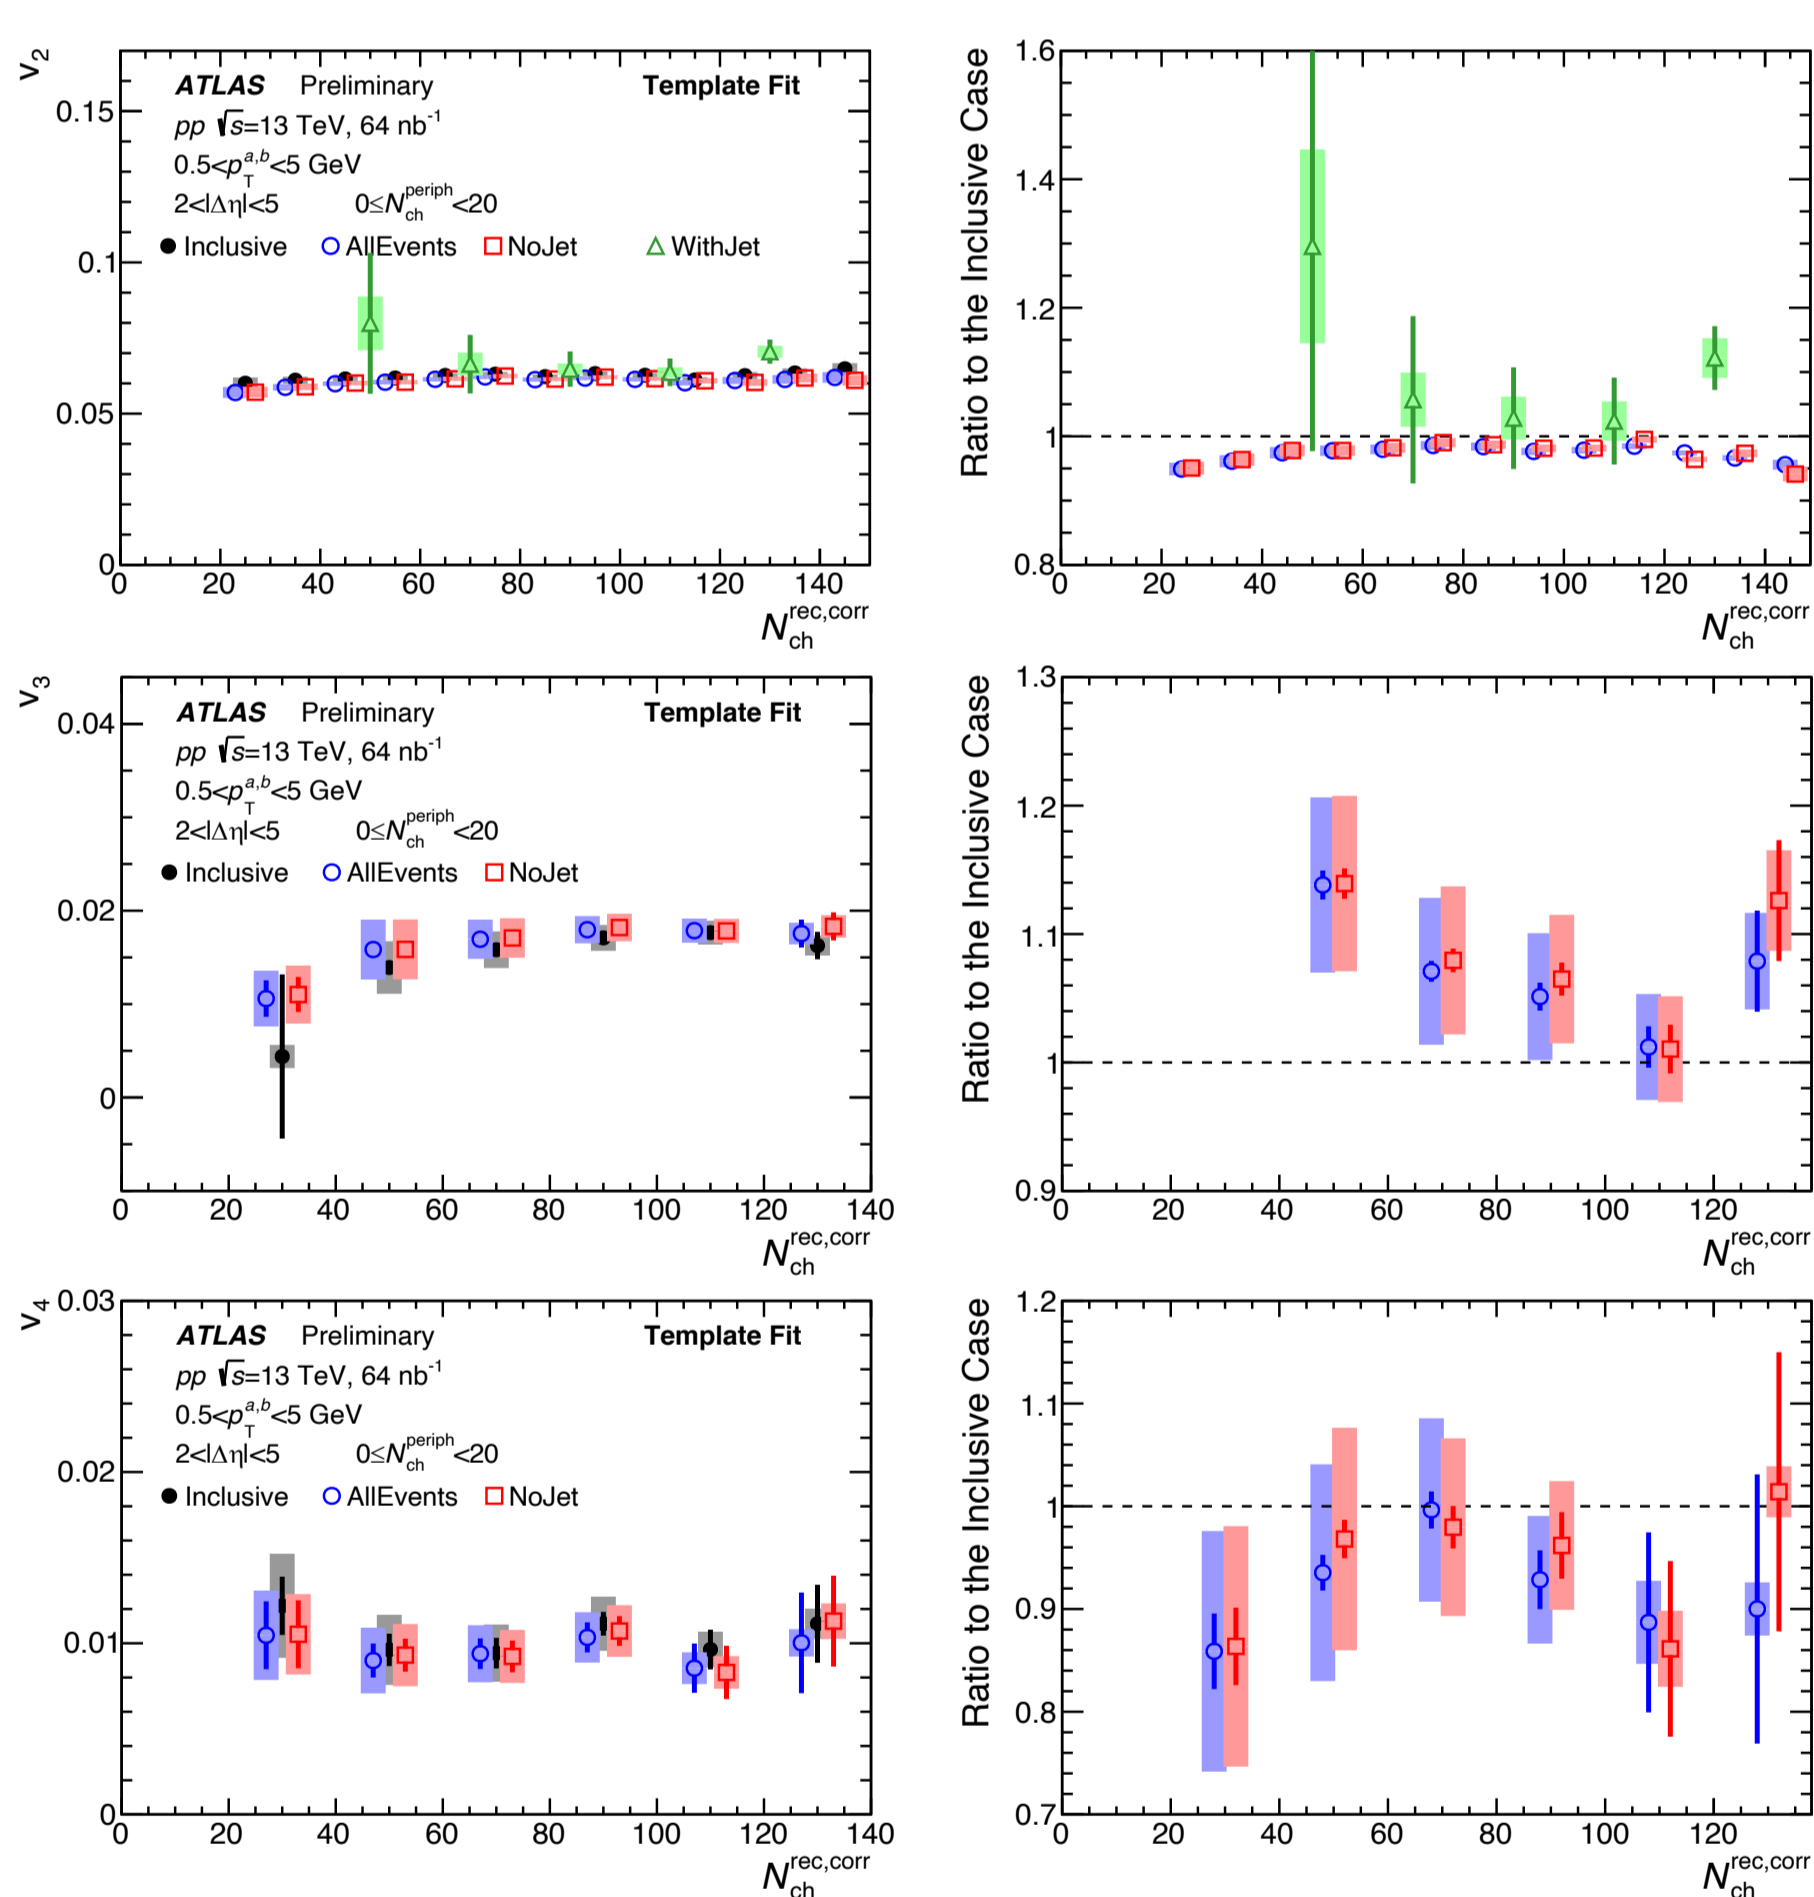 v2
ATLAS Preliminary Template Fit
pp √s=13 TeV, 64 nb-1
0.5<pTa,b<5 GeV
2<|Δη|<5 0≤Nchperiph<20
Inclusive AllEvents NoJet WithJet
0.15
0.1
0.05
0
0 20 40 60 80 100 120 140
Nchrec,corr
Ratio to the Inclusive Case
1.6
1.4
1.2
1
0.8
0 20 40 60 80 100 120 140
Nchrec,corr
v3
ATLAS Preliminary Template Fit
pp √s=13 TeV, 64 nb-1
0.5<pTa,b<5 GeV
2<|Δη|<5 0≤Nchperiph<20
Inclusive AllEvents NoJet
0.04
0.02
0
0 20 40 60 80 100 120 140
Nchrec,corr
Ratio to the Inclusive Case
1.3
1.2
1.1
1
0.9
0 20 40 60 80 100 120
Nchrec,corr
v4
ATLAS Preliminary Template Fit
pp √s=13 TeV, 64 nb-1
0.5<pTa,b<5 GeV
2<|Δη|<5 0≤Nchperiph<20
Inclusive AllEvents NoJet
0.03
0.02
0.01
0
0 20 40 60 80 100 120 140
Nchrec,corr
Ratio to the Inclusive Case
1.2
1.1
1
0.9
0.8
0.7
0 20 40 60 80 100 120
Nchrec,corr